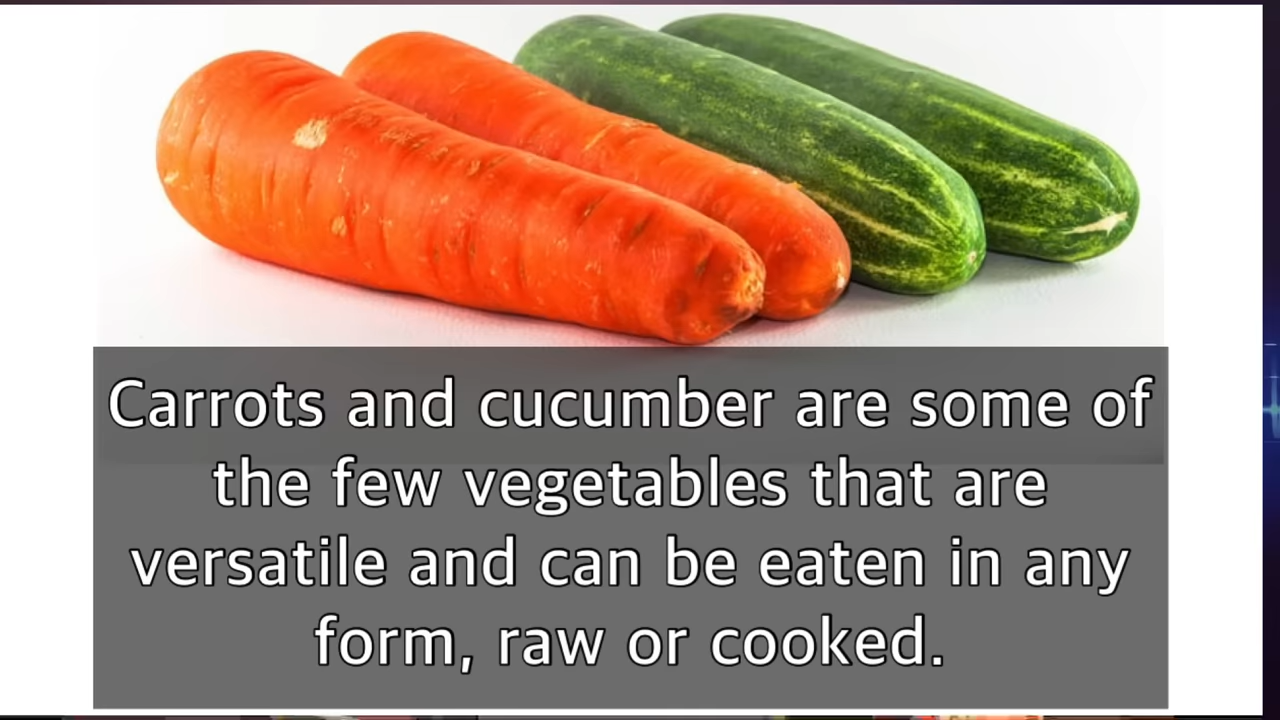 Carrots and cucumber are some of
the few vegetables that are
versatile and can be eaten in any
form, raw or cooked.